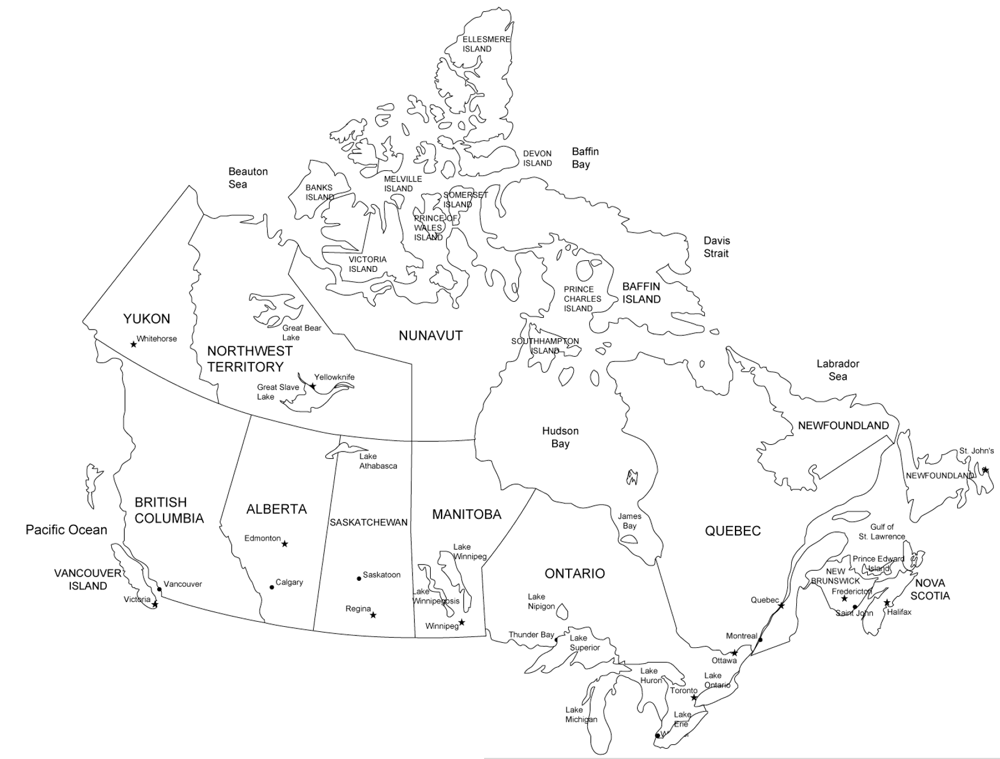 ELLESMERE
ISLAND
DEVON
ISLAND
Baffin
Bay
Beauton
Sea
MELVILLE
ISLAND
BANKS
ISLAND
SOMERSET
ISLAND
PRINCE OF
WALES
ISLAND
Davis
Strait
VICTORIA
ISLAND
PRINCE
CHARLES
ISLAND
BAFFIN
ISLAND
YUKON
Whitehorse
Great Bear
Lake
NUNAVUT
NORTHWEST
TERRITORY
SOUTHHAMPTON
ISLAND
Labrador
Sea
Yellowknife
Great Slave
Lake
Hudson
Bay
NEWFOUNDLAND
St. John's
NEWFOUNDLAND
Lake
Athabasca
BRITISH
COLUMBIA
ALBERTA
SASKATCHEWAN
MANITOBA
James
Bay
QUEBEC
Gulf of
St. Lawrence
Pacific Ocean
Edmonton
Lake
Winnipeg
Prince Edward
Island
VANCOUVER
ISLAND
Vancouver
Victoria
Calgary
Saskatoon
ONTARIO
NEW
BRUNSWICK
Fredericton
NOVA
SCOTIA
Lake
Winnipegosis
Regina
Winnipeg
Lake
Nipigon
Quebec
Saint John
Halifax
Thunder Bay
Lake
Superior
Montreal
Ottawa
Lake
Huron
Lake
Ontario
Toronto
Lake
Michigan
Lake
Erie